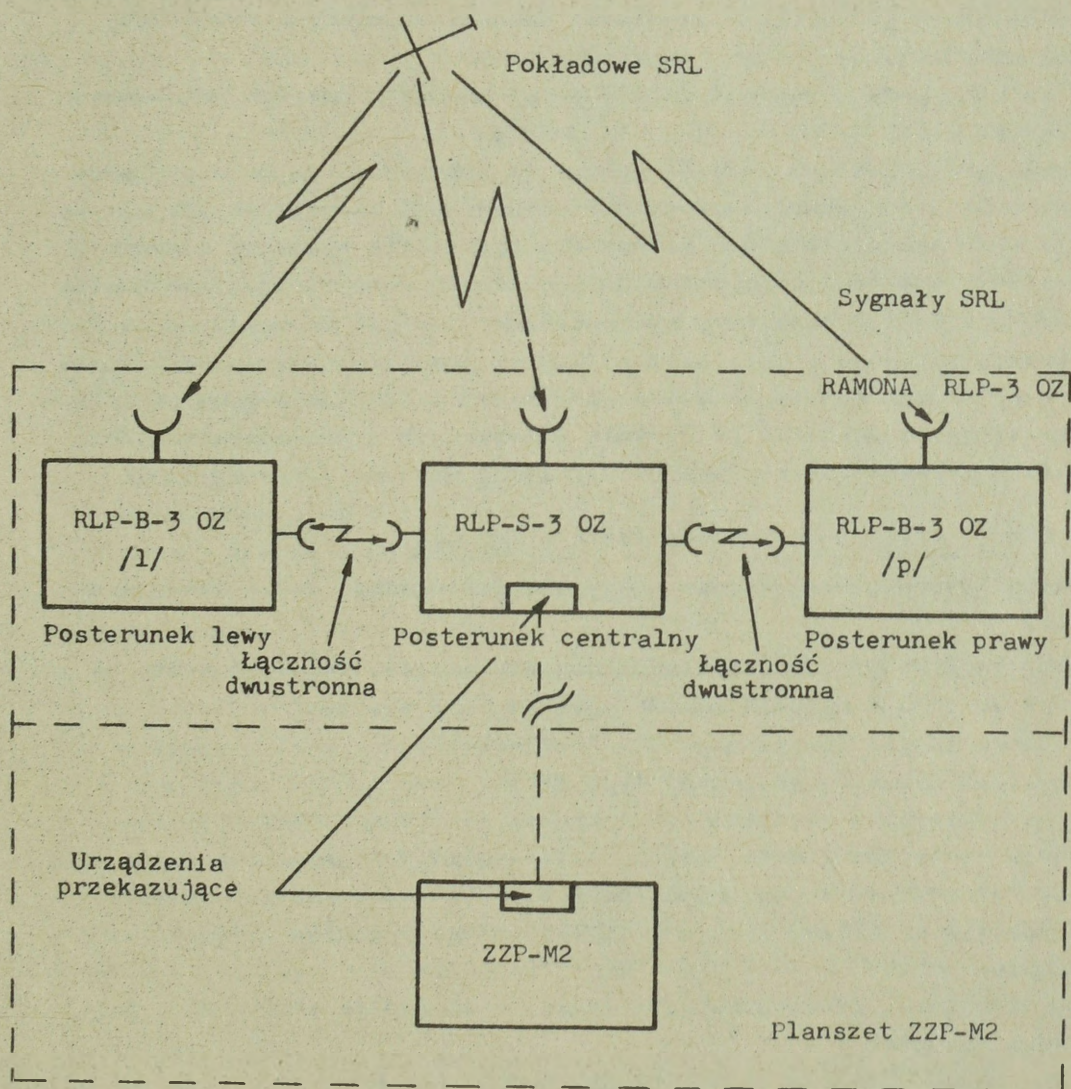 Pokładowe SRL
Sygnały SRL
RAMONA RLP-3 OZ
RLP-B-3 OZ
/l/
RLP-S-3 OZ
RLP-B-3 OZ
/p/
Posterunek lewy
Posterunek centralny
Posterunek prawy
Łączność
dwustronna
Łączność
dwustronna
Urządzenia
przekazujące
ZZP-M2
Planszet ZZP-M2